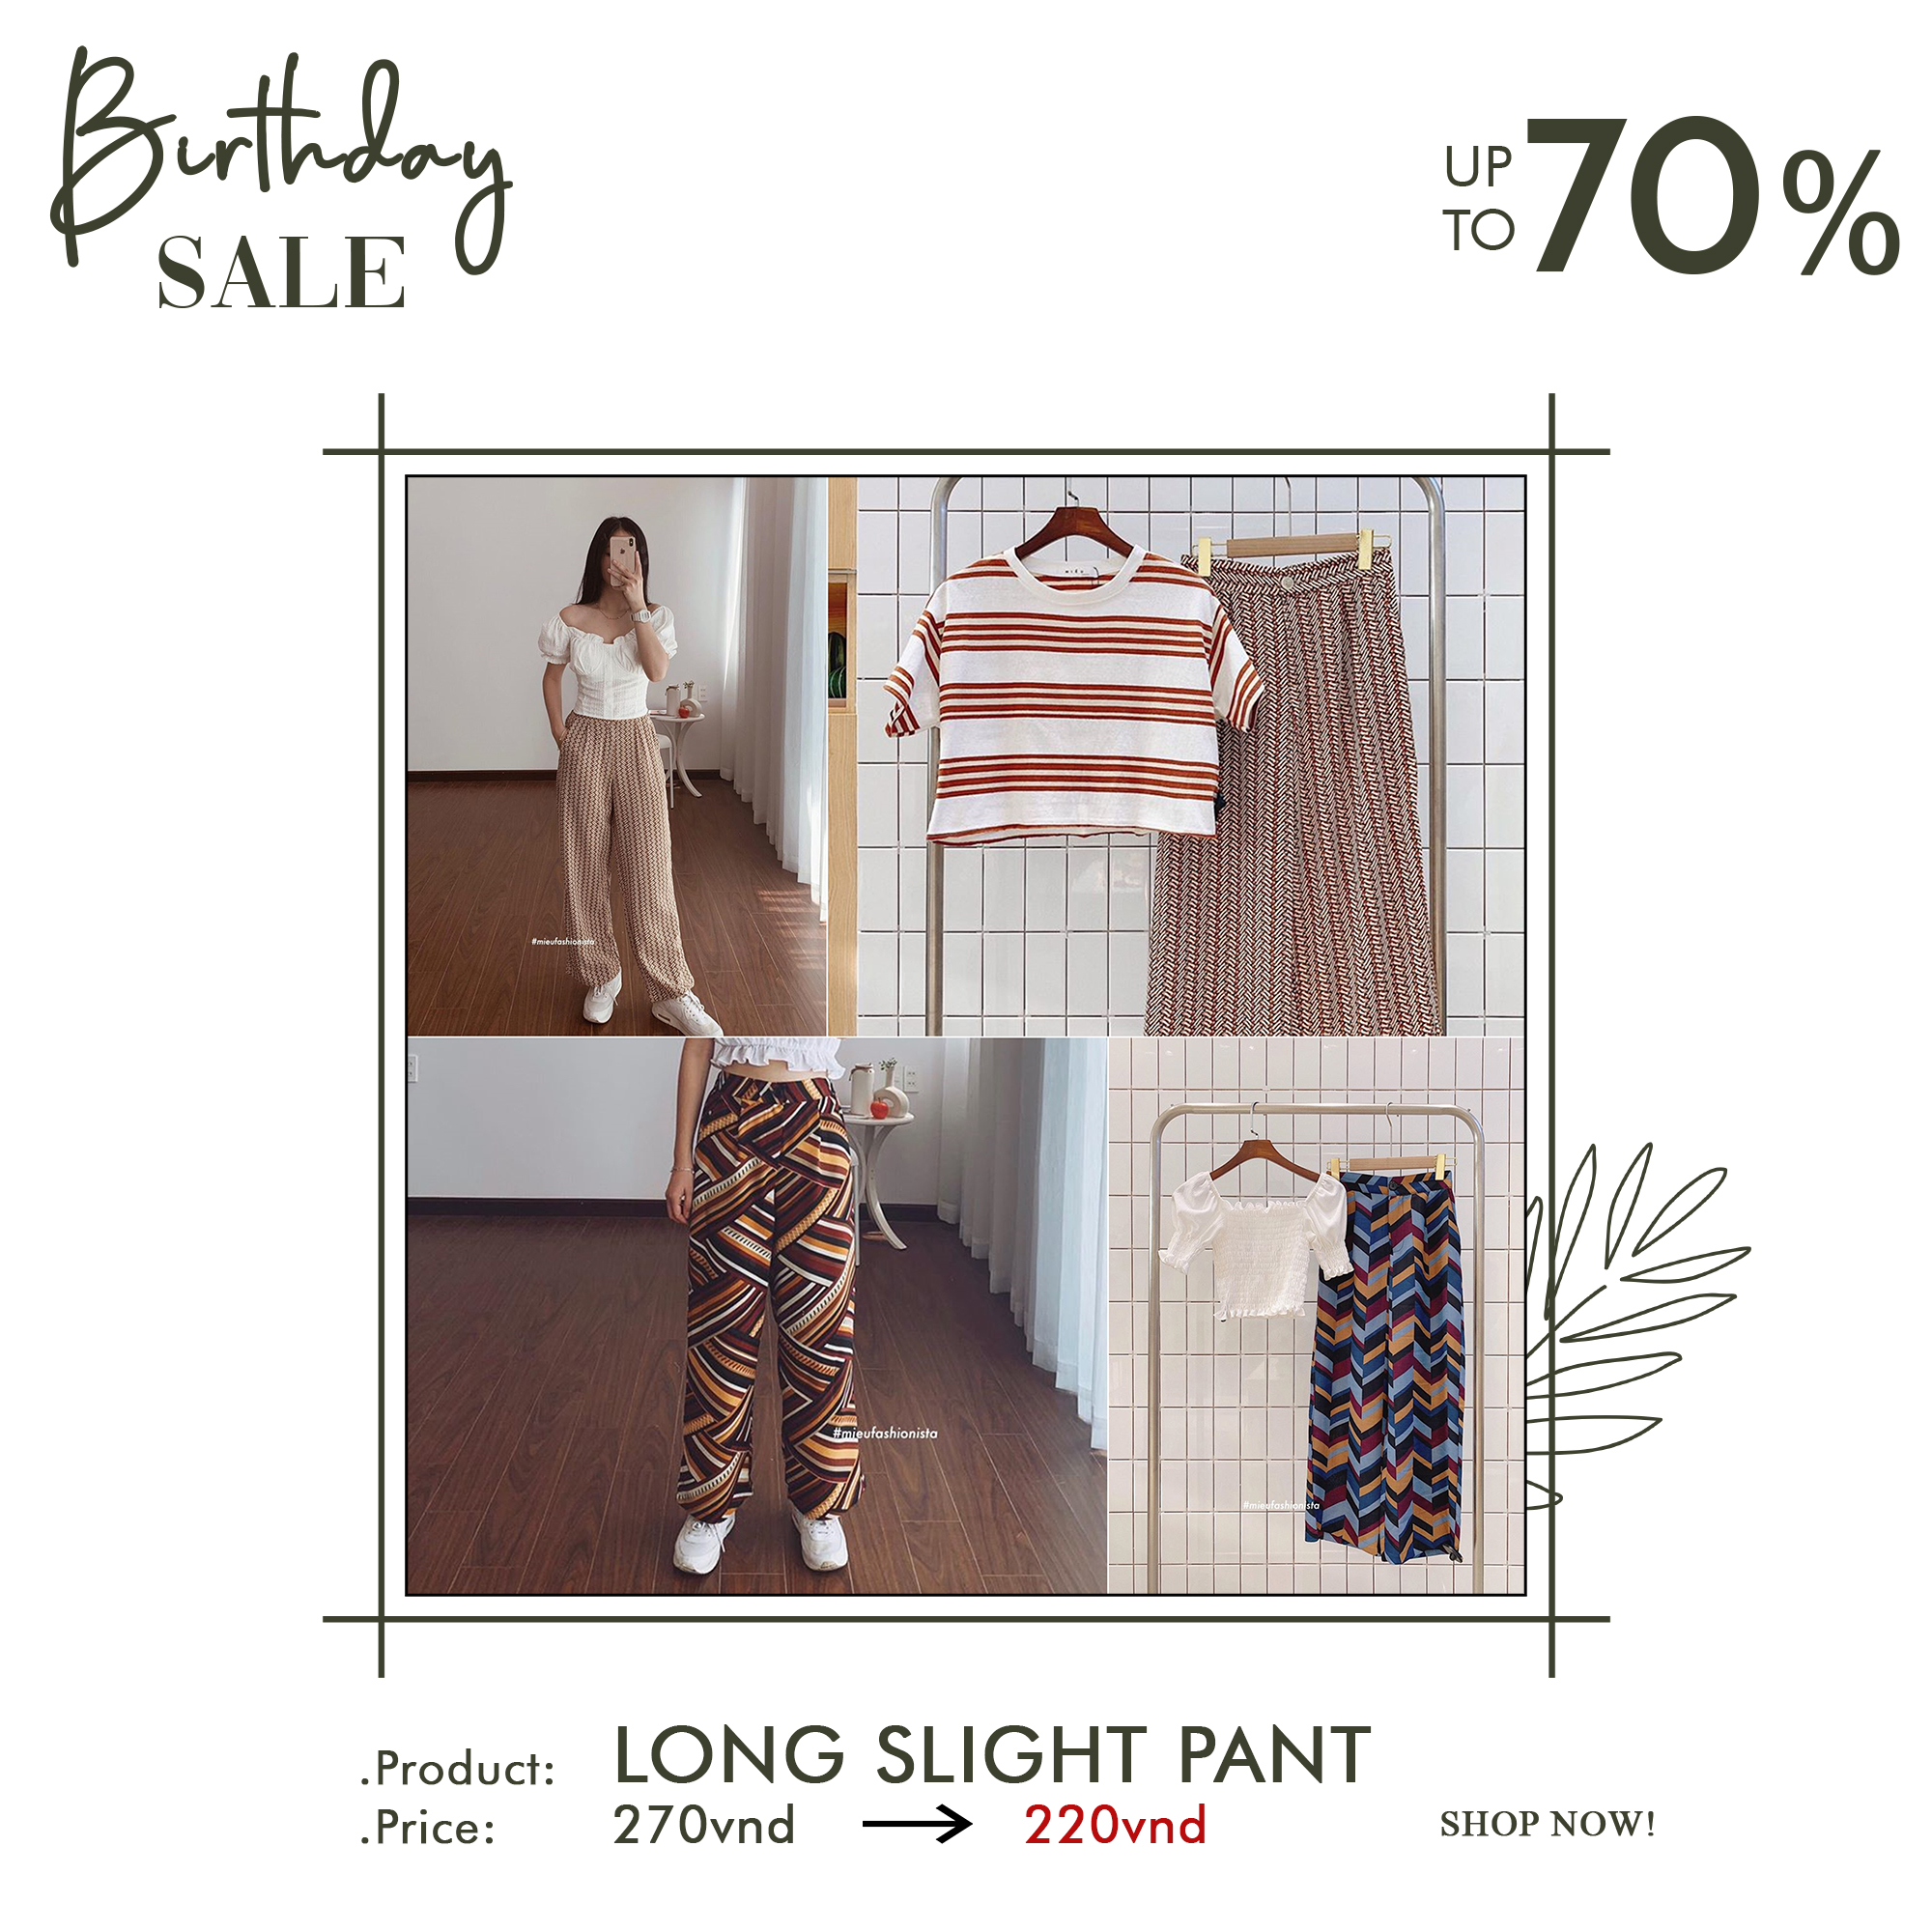 Birthday
SALE
UP
TO
70%
#mieufashionista
#mieufashionista
#mieufashionista
.Product: LONG SLIGHT PANT
.Price: 270vnd → 220vnd
SHOP NOW!